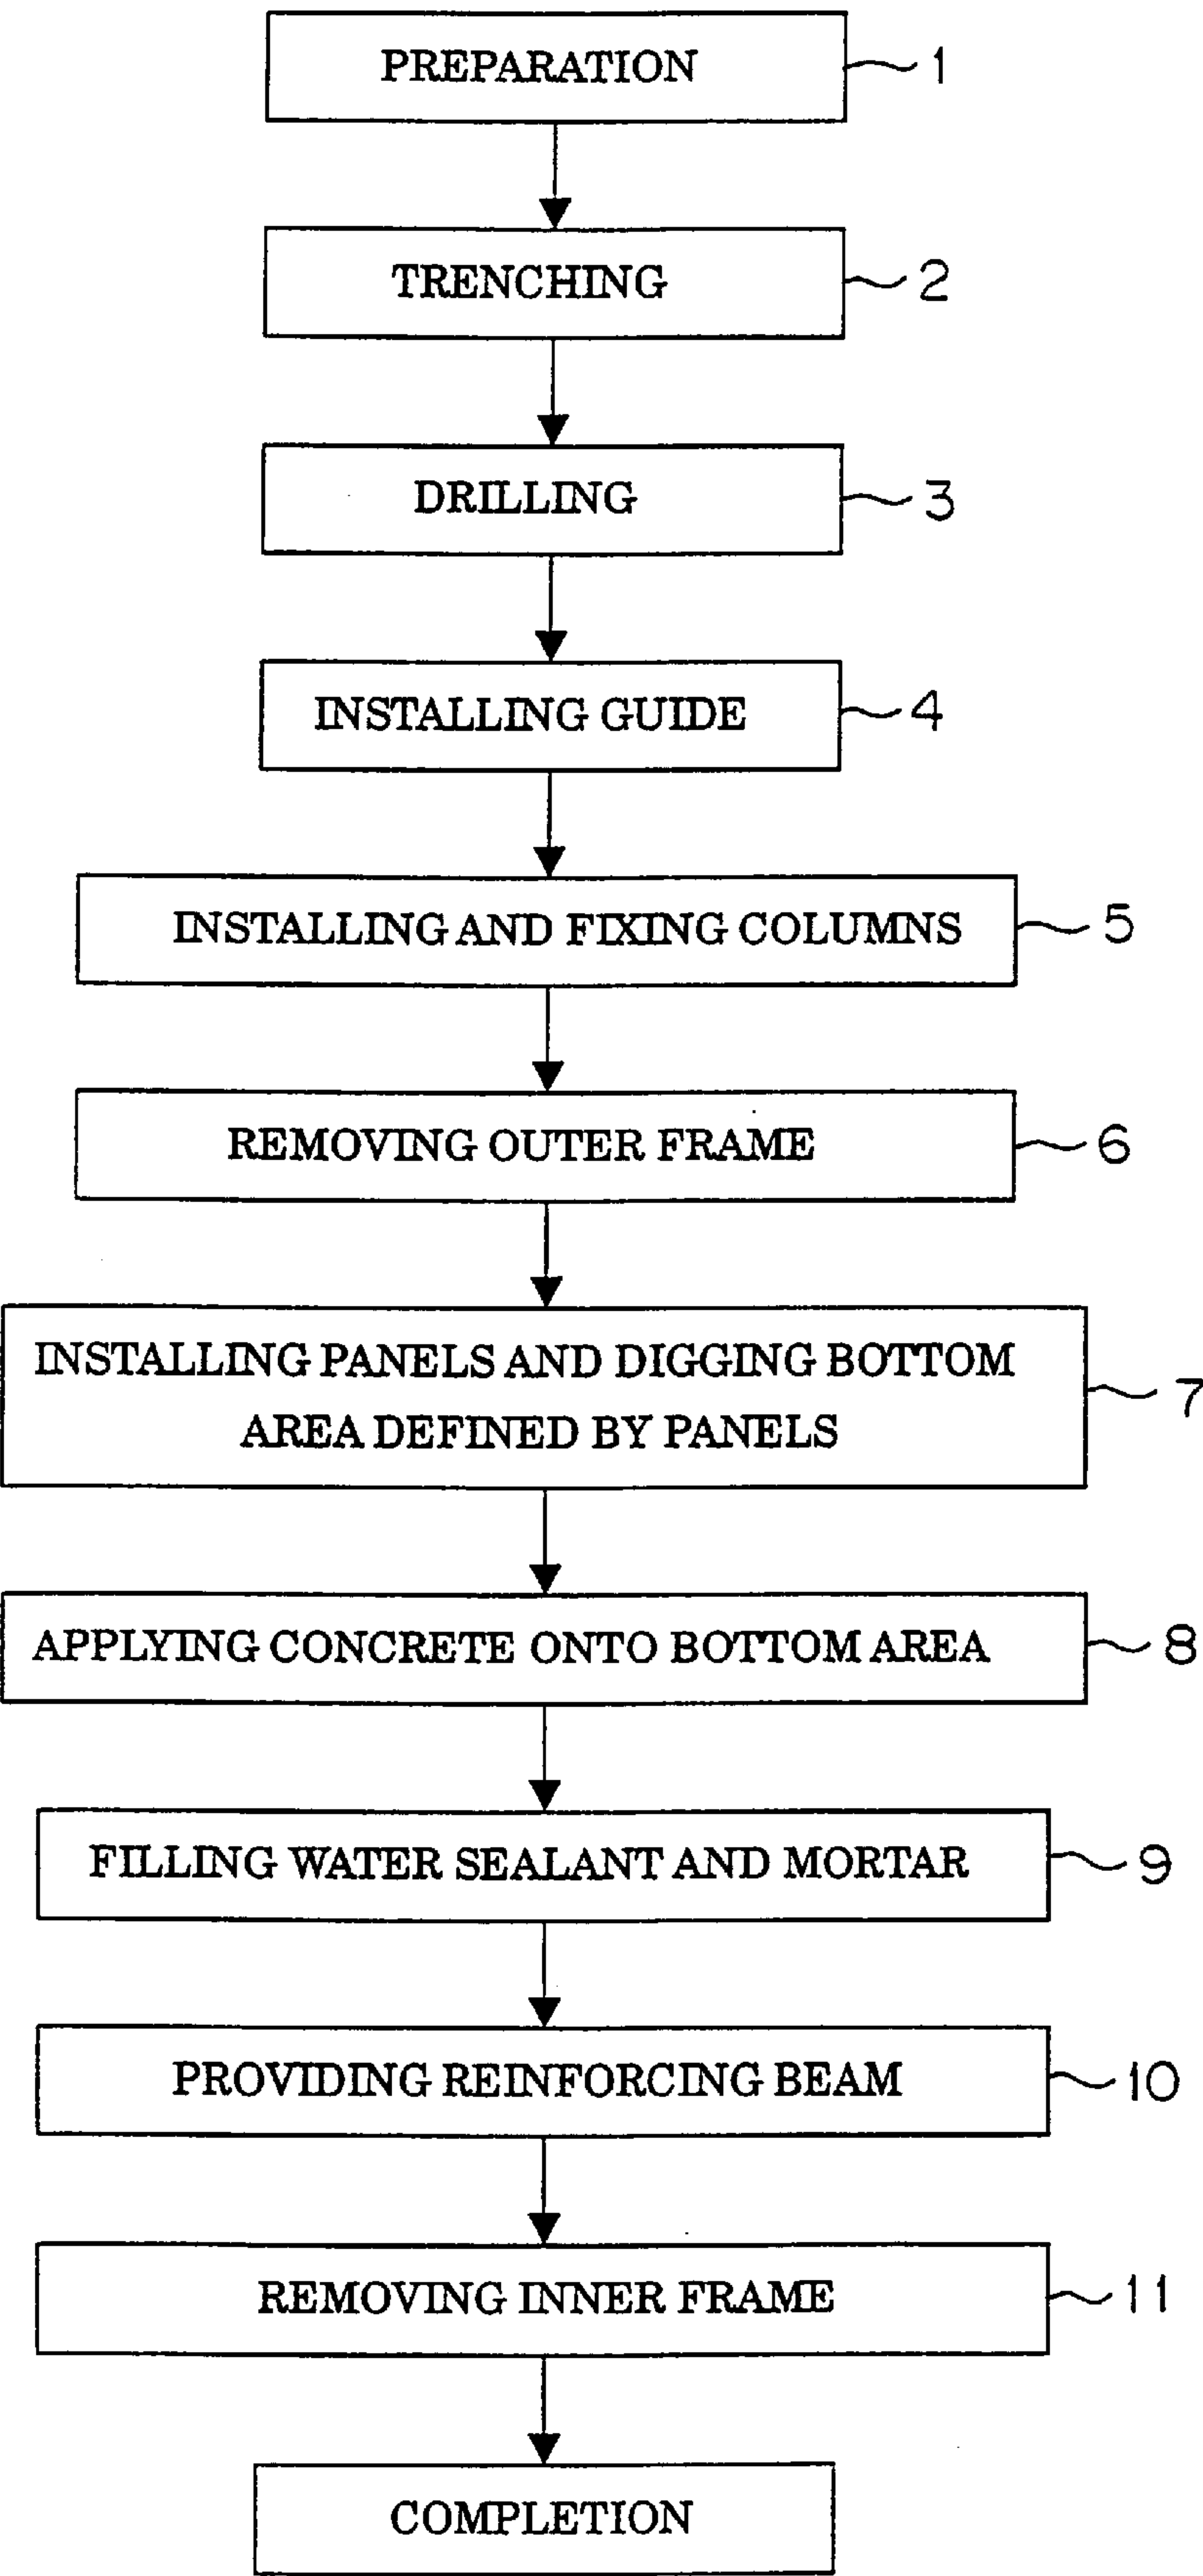 PREPARATION 1
TRENCHING 2
DRILLING 3
INSTALLING GUIDE 4
INSTALLING AND FIXING COLUMNS 5
REMOVING OUTER FRAME 6
INSTALLING PANELS AND DIGGING BOTTOM
AREA DEFINED BY PANELS 7
APPLYING CONCRETE ONTO BOTTOM AREA 8
FILLING WATER SEALANT AND MORTAR 9
PROVIDING REINFORCING BEAM 10
REMOVING INNER FRAME 11
COMPLETION